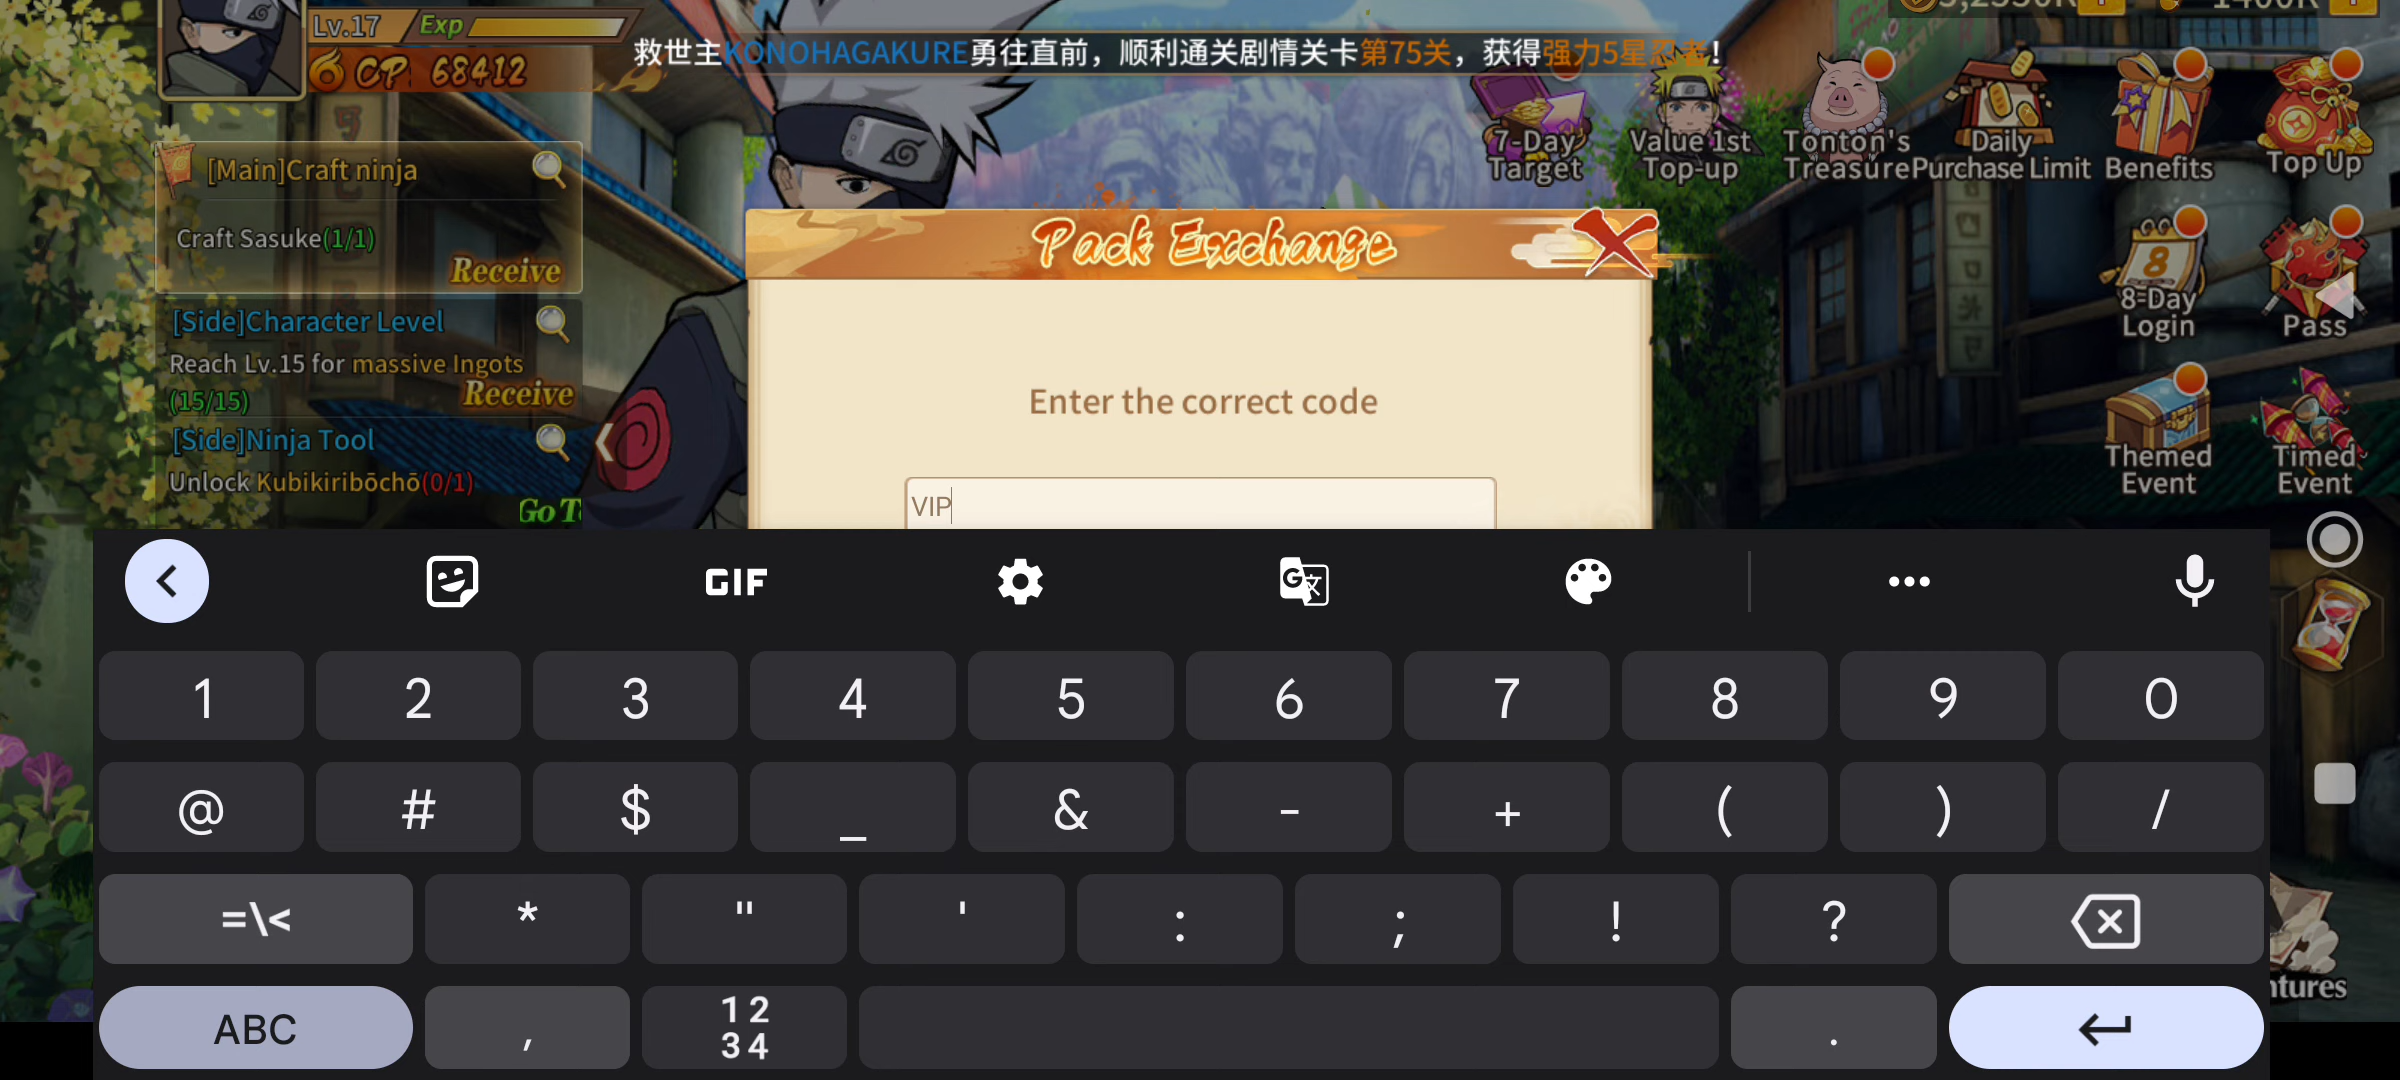 Lv.17 Exp
CP 68412
救世主KONOHAGAKURE勇往直前，顺利通关剧情关卡第75关，获得强力5星忍者！
[Main]Craft ninja
Craft Sasuke(1/1)
Receive
[Side]Character Level
Reach Lv.15 for massive Ingots
(15/15)
Receive
[Side]Ninja Tool
Unlock Kubikiribōchō(0/1)
7-Day
Target
Value 1st
Top-up
Tonton's
Treasure
Daily
Purchase Limit
Benefits
Top Up
8
8-Day
Login
Pass
Themed
Event
Timed
Event
Pack Exchange
Enter the correct code
VIP
GIF
G文
1 2 3 4 5 6 7 8 9 0
@ # $ _ & - + ( ) /
=\< * " ' : ; ! ?
ABC , 12
34 .